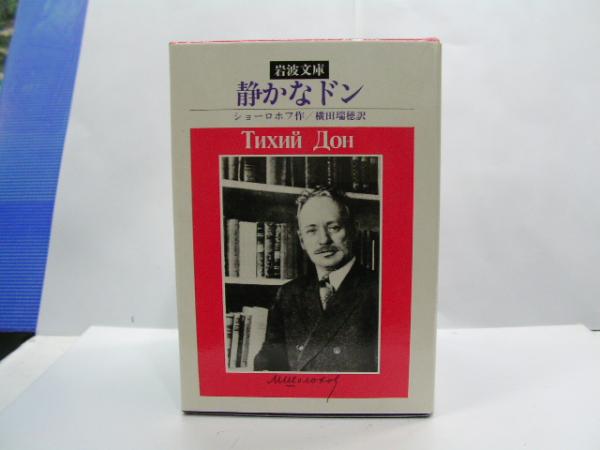 岩波文庫
静かなドン
ショーロホフ作／横田瑞穂訳
Тихий Дон
М.Шолохов